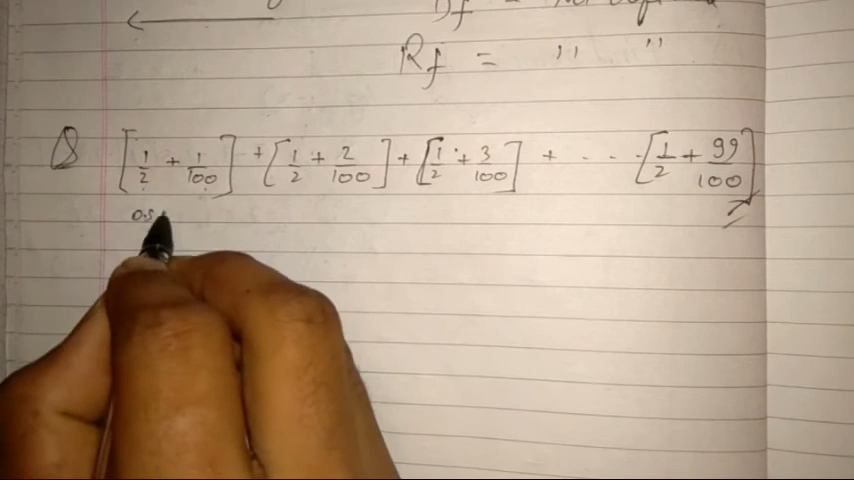 Df =
Rf = " "
Q [1/2 + 1/100] + [1/2 + 2/100] + [1/2 + 3/100] + - - - [1/2 + 99/100]
0.5